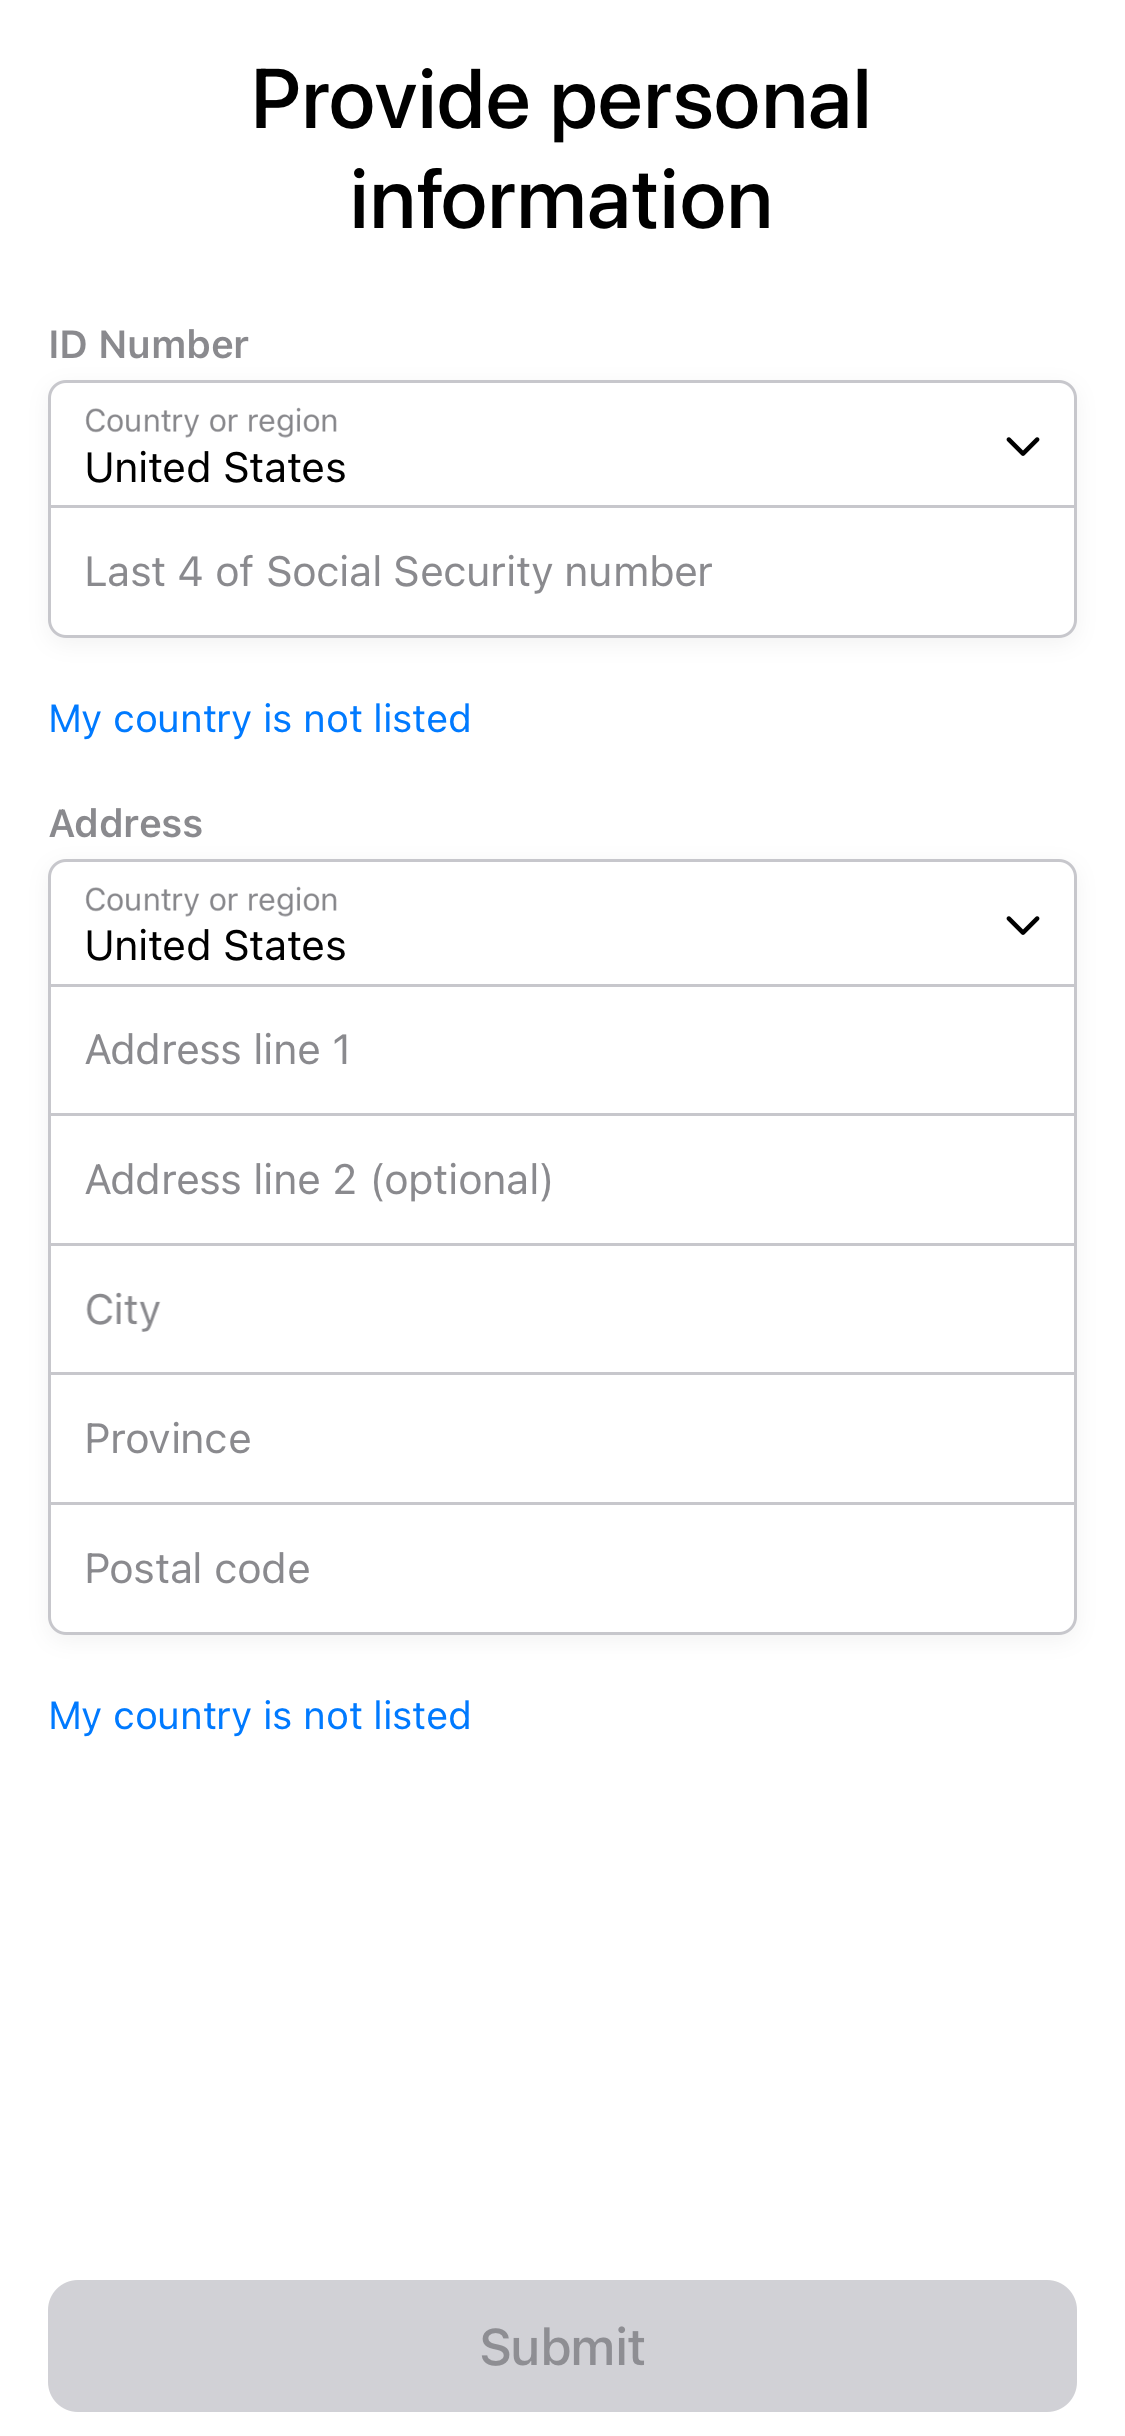 Provide personal
information
ID Number
Country or region
United States
Last 4 of Social Security number
My country is not listed
Address
Country or region
United States
Address line 1
Address line 2 (optional)
City
Province
Postal code
My country is not listed
Submit